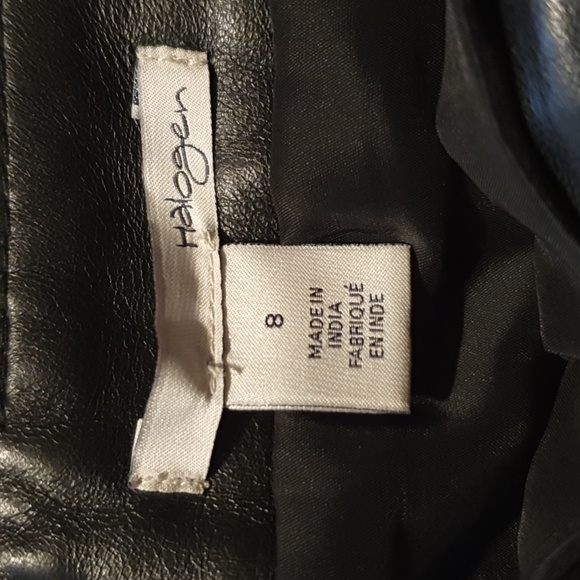 Halogen
8
MADE IN
INDIA
FABRIQUÉ
EN INDE